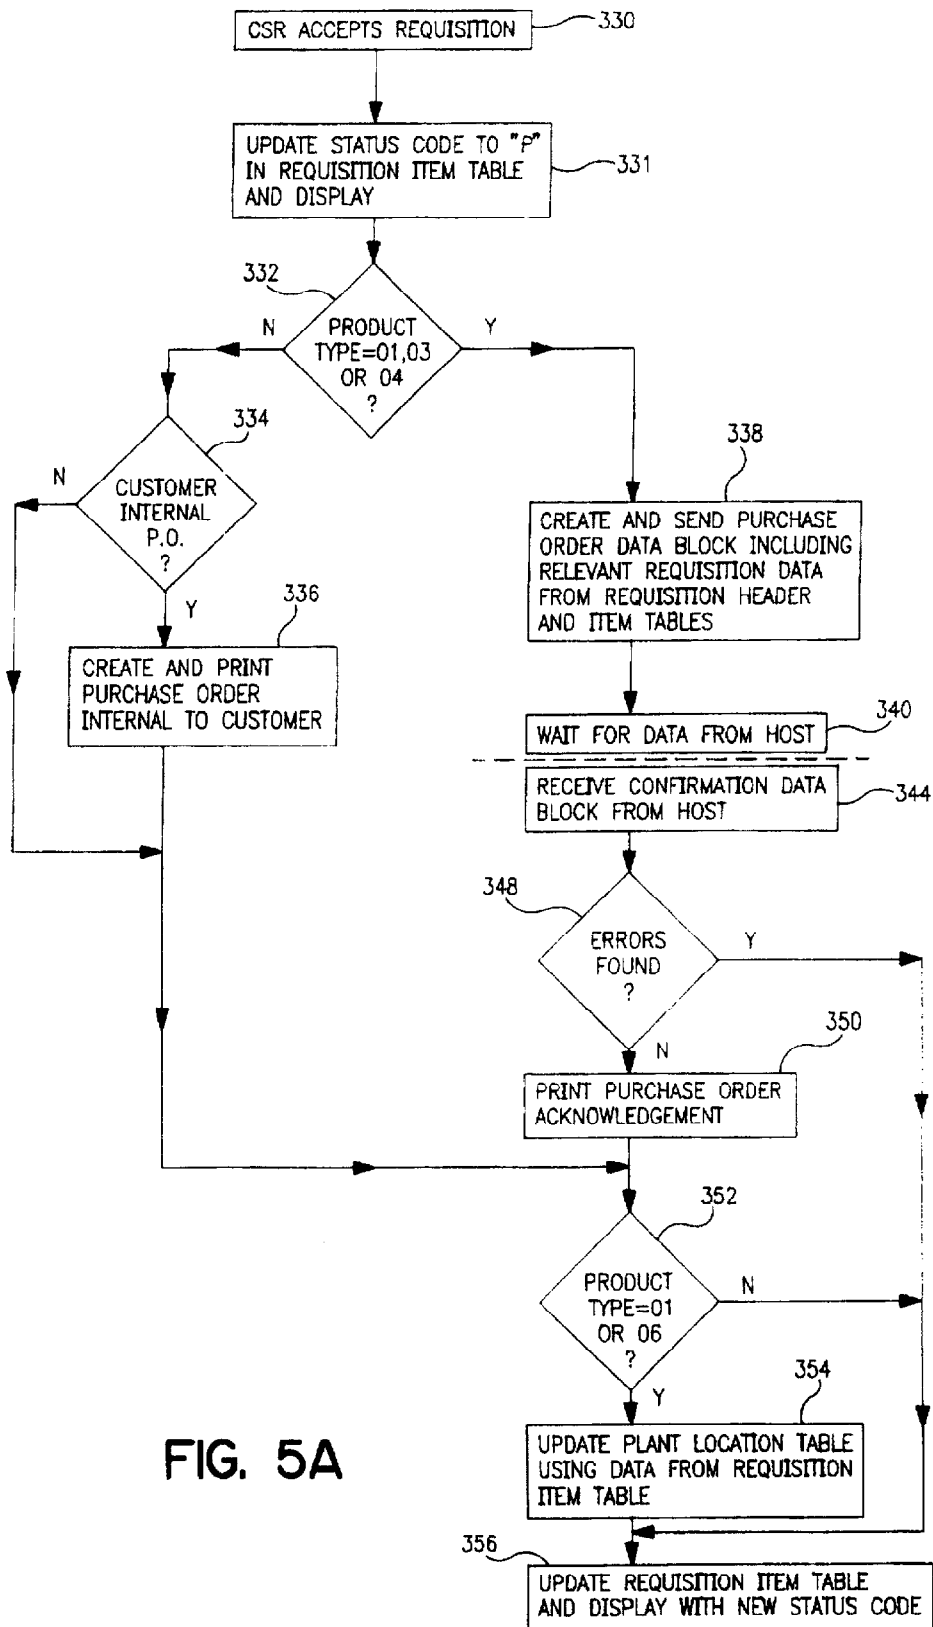 CSR ACCEPTS REQUISITION
330
UPDATE STATUS CODE TO "P"
IN REQUISITION ITEM TABLE
AND DISPLAY
331
332
N
PRODUCT
TYPE=01,03
OR 04
?
Y
334
N
CUSTOMER
INTERNAL
P.O.
?
Y
336
CREATE AND PRINT
PURCHASE ORDER
INTERNAL TO CUSTOMER
338
CREATE AND SEND PURCHASE
ORDER DATA BLOCK INCLUDING
RELEVANT REQUISITION DATA
FROM REQUISITION HEADER
AND ITEM TABLES
WAIT FOR DATA FROM HOST
340
RECEIVE CONFIRMATION DATA
BLOCK FROM HOST
344
348
ERRORS
FOUND
?
Y
N
350
PRINT PURCHASE ORDER
ACKNOWLEDGEMENT
352
PRODUCT
TYPE=01
OR 06
?
N
Y
354
UPDATE PLANT LOCATION TABLE
USING DATA FROM REQUISITION
ITEM TABLE
356
UPDATE REQUISITION ITEM TABLE
AND DISPLAY WITH NEW STATUS CODE
FIG. 5A